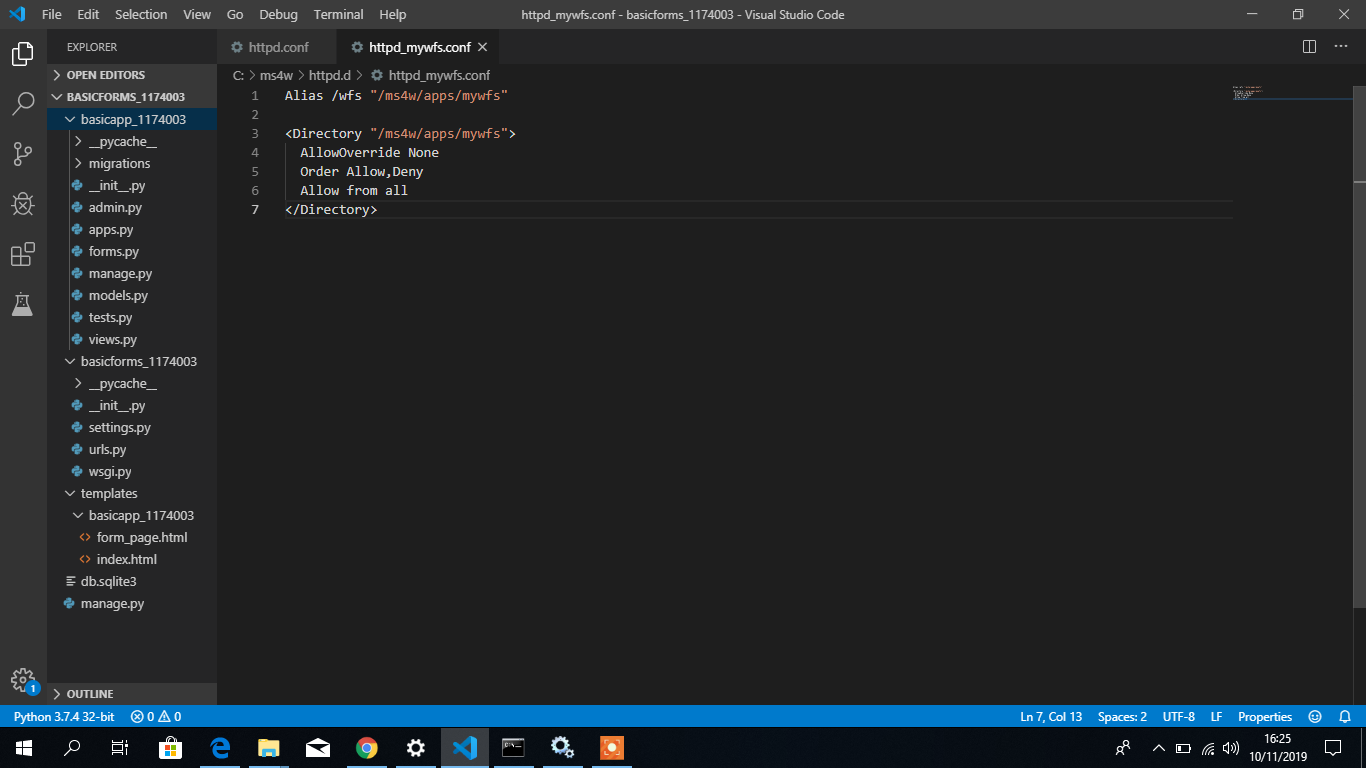 File Edit Selection View Go Debug Terminal Help
httpd_mywfs.conf - basicforms_1174003 - Visual Studio Code
EXPLORER
OPEN EDITORS
BASICFORMS_1174003
basicapp_1174003
__pycache__
migrations
__init__.py
admin.py
apps.py
forms.py
manage.py
models.py
tests.py
views.py
basicforms_1174003
__pycache__
__init__.py
settings.py
urls.py
wsgi.py
templates
basicapp_1174003
form_page.html
index.html
db.sqlite3
manage.py
OUTLINE
httpd.conf
httpd_mywfs.conf
C: > ms4w > httpd.d > httpd_mywfs.conf
1 Alias /wfs "/ms4w/apps/mywfs"
2
3 <Directory "/ms4w/apps/mywfs">
4 AllowOverride None
5 Order Allow,Deny
6 Allow from all
7 </Directory>
1
Python 3.7.4 32-bit 0 0
Ln 7, Col 13 Spaces: 2 UTF-8 LF Properties
16:25
10/11/2019